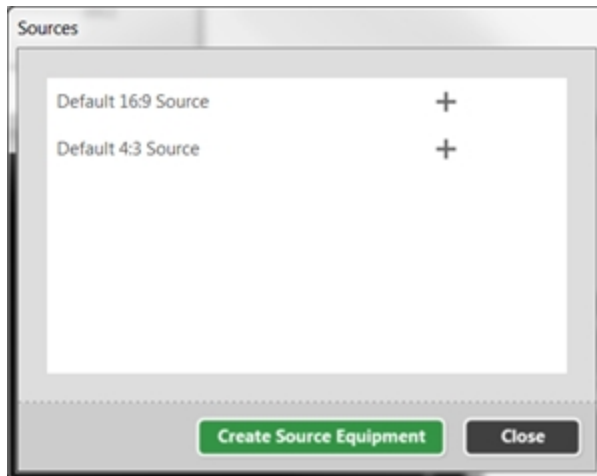 Sources
Default 16:9 Source
Default 4:3 Source
Create Source Equipment
Close